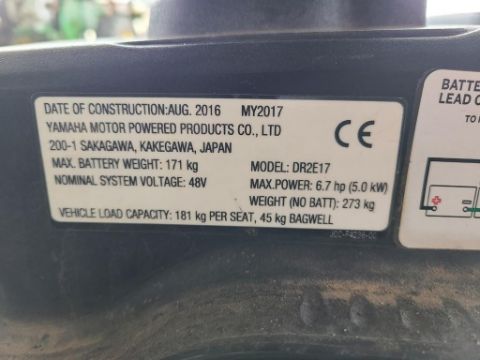 DATE OF CONSTRUCTION:AUG. 2016 MY2017
YAMAHA MOTOR POWERED PRODUCTS CO., LTD
200-1 SAKAGAWA, KAKEGAWA, JAPAN
CE
MAX. BATTERY WEIGHT: 171 kg MODEL: DR2E17
NOMINAL SYSTEM VOLTAGE: 48V MAX.POWER: 6.7 hp (5.0 kW)
WEIGHT (NO BATT): 273 kg
VEHICLE LOAD CAPACITY: 181 kg PER SEAT, 45 kg BAGWELL
BATTE
LEAD C